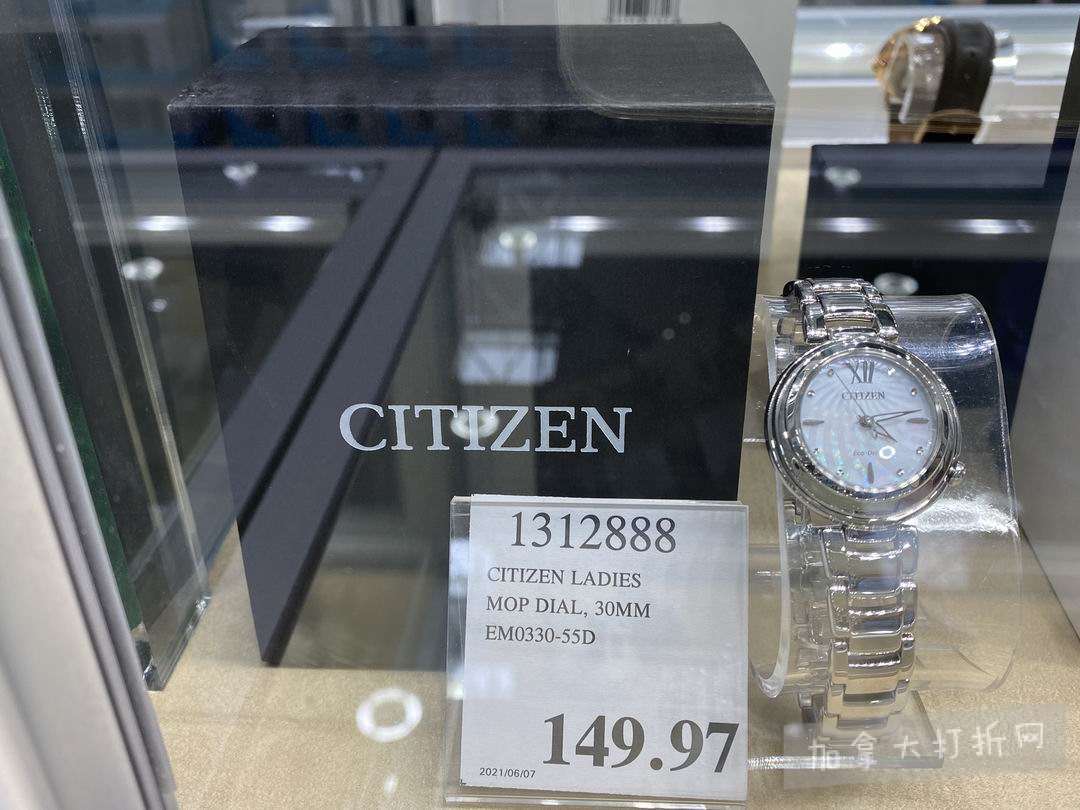 CITIZEN
XII
CITIZEN
1312888
CITIZEN LADIES
MOP DIAL, 30MM
EM0330-55D
149.97
2021/06/07
加拿大打折网